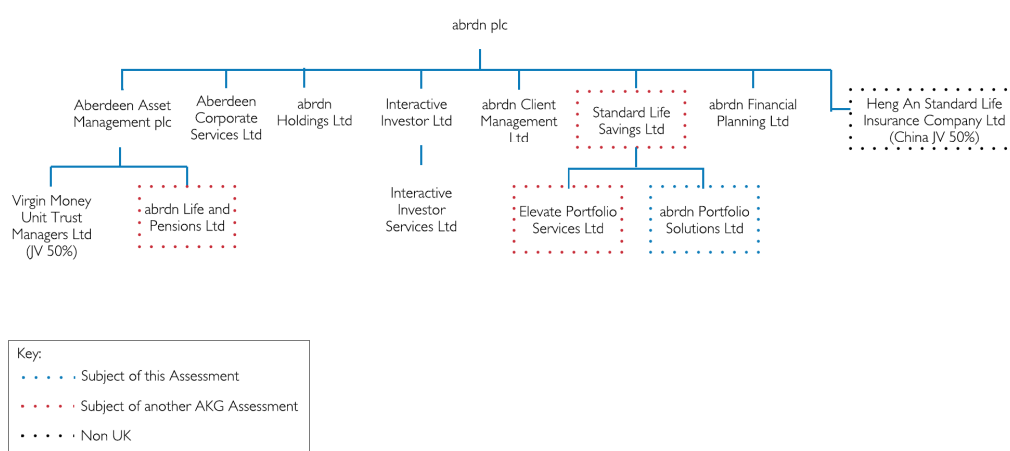 abrdn plc
Aberdeen Asset
Management plc
Aberdeen
Corporate
Services Ltd
abrdn
Holdings Ltd
Interactive
Investor Ltd
abrdn Client
Management
Ltd
Standard Life
Savings Ltd
abrdn Financial
Planning Ltd
Heng An Standard Life
Insurance Company Ltd
(China JV 50%)
Virgin Money
Unit Trust
Managers Ltd
(JV 50%)
abrdn Life and
Pensions Ltd
Interactive
Investor
Services Ltd
Elevate Portfolio
Services Ltd
abrdn Portfolio
Solutions Ltd
Key:
Subject of this Assessment
Subject of another AKG Assessment
Non UK